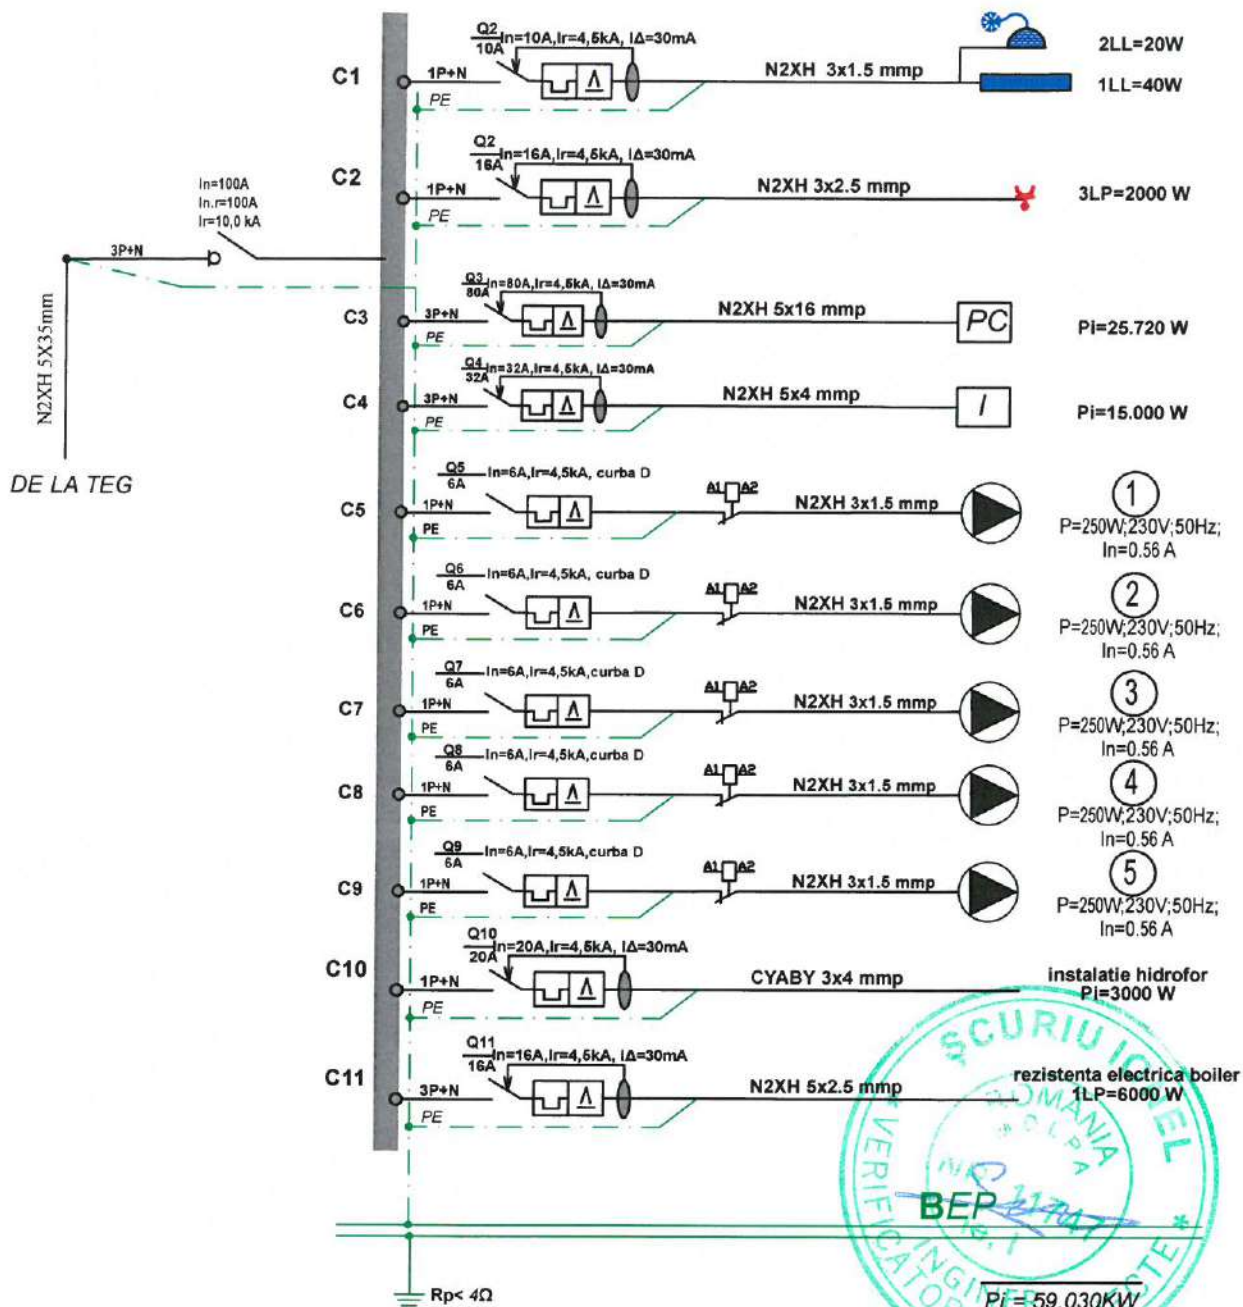 Q2 In=10A,Ir=4,5kA, IΔ=30mA
10A
C1 1P+N N2XH 3x1.5 mmp
PE
2LL=20W
1LL=40W
Q2 In=16A,Ir=4,5kA, IΔ=30mA
16A
C2 1P+N N2XH 3x2.5 mmp 3LP=2000 W
PE
In=100A
In.r=100A
Ir=10,0 kA
3P+N
N2XH 5X35mm
DE LA TEG
Q3 In=80A,Ir=4,5kA, IΔ=30mA
80A
C3 3P+N N2XH 5x16 mmp PC Pi=25.720 W
PE
Q4 In=32A,Ir=4,5kA, IΔ=30mA
32A
C4 3P+N N2XH 5x4 mmp I Pi=15.000 W
PE
Q5 In=6A,Ir=4,5kA, curba D
6A
C5 1P+N A1 A2 N2XH 3x1.5 mmp 1
PE
P=250W;230V;50Hz;
In=0.56 A
Q6 In=6A,Ir=4,5kA, curba D
6A
C6 1P+N A1 A2 N2XH 3x1.5 mmp 2
PE
P=250W;230V;50Hz;
In=0.56 A
Q7 In=6A,Ir=4,5kA,curba D
6A
C7 1P+N A1 A2 N2XH 3x1.5 mmp 3
PE
P=250W;230V;50Hz;
In=0.56 A
Q8 In=6A,Ir=4,5kA,curba D
6A
C8 1P+N A1 A2 N2XH 3x1.5 mmp 4
PE
P=250W;230V;50Hz;
In=0.56 A
Q9 In=6A,Ir=4,5kA,curba D
6A
C9 1P+N A1 A2 N2XH 3x1.5 mmp 5
PE
P=250W;230V;50Hz;
In=0.56 A
Q10 In=20A,Ir=4,5kA, IΔ=30mA
20A
C10 1P+N CYABY 3x4 mmp instalatie hidrofor
Pi=3000 W
PE
Q11 In=16A,Ir=4,5kA, IΔ=30mA
16A
C11 3P+N N2XH 5x2.5 mmp rezistenta electrica boiler
1LP=6000 W
PE
ȘCURIU IONEL
ROMANIA
VERIFICATOR
BEP
Rp< 4Ω
Pi = 59.030KW